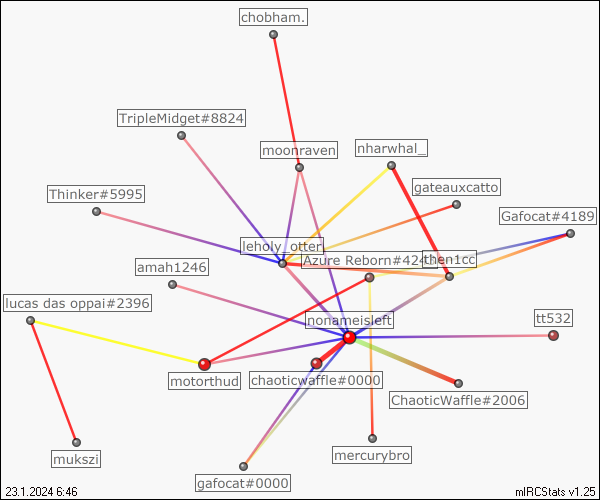 chobham.
TripleMidget#8824
moonraven
nharwhal_
gateauxcatto
Thinker#5995
Gafocat#4189
leholy_otter
Azure Reborn#424
then1cc
amah1246
lucas das oppai#2396
nonameisleft
tt532
motorthud
chaoticwaffle#0000
ChaoticWaffle#2006
mukszi
mercurybro
gafocat#0000
23.1.2024 6:46
mIRCStats v1.25